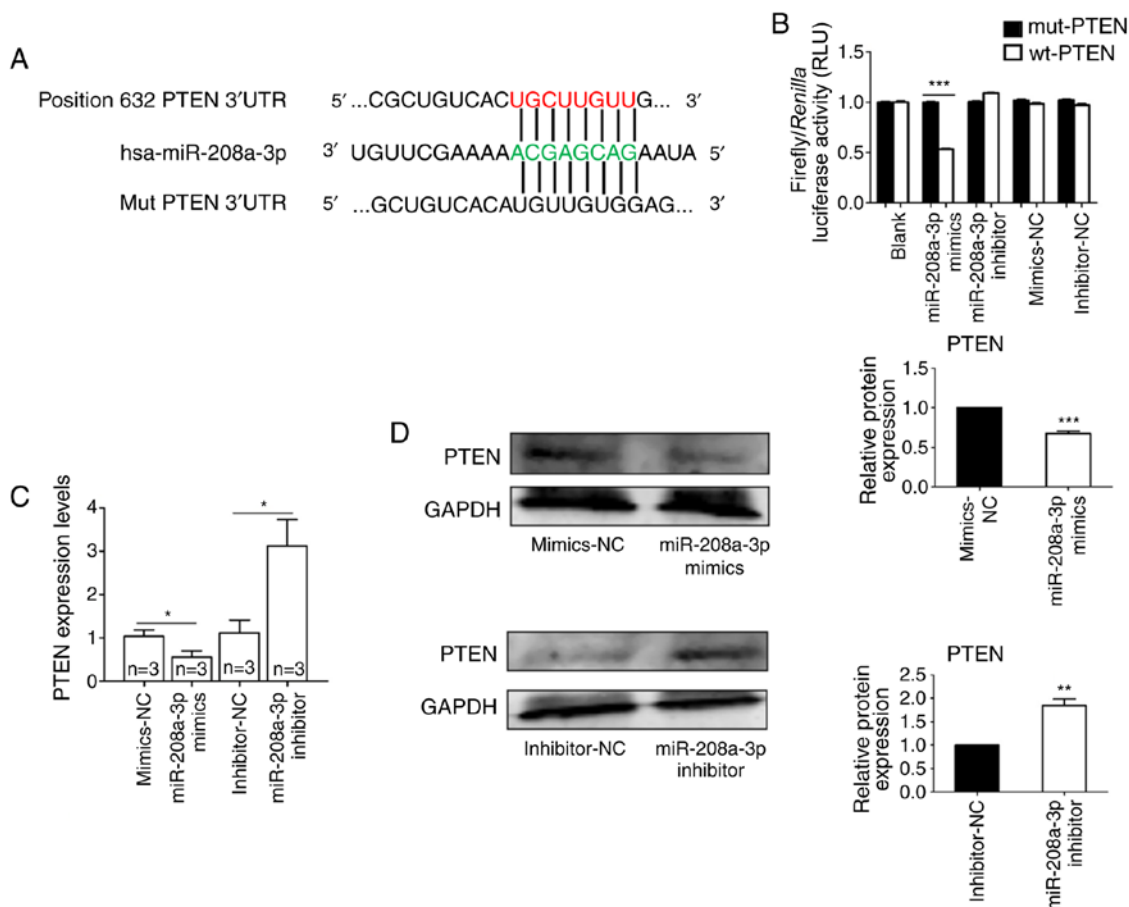 A
Position 632 PTEN 3′UTR 5′ ...CGCUGUCACUGCUUGUUG... 3′
hsa-miR-208a-3p 3′ UGUUCGAAAAACGAGCAGAAUA 5′
Mut PTEN 3′UTR 5′ ...GCUGUCACAUGUUGUGGAG... 3′
B
mut-PTEN
wt-PTEN
Firefly/Renilla
luciferase activity (RLU)
1.5
1.0
0.5
0.0
***
Blank
miR-208a-3p
mimics
miR-208a-3p
inhibitor
Mimics-NC
Inhibitor-NC
C
PTEN expression levels
4
3
2
1
0
*
*
n=3
n=3
n=3
n=3
Mimics-NC
miR-208a-3p
mimics
Inhibitor-NC
miR-208a-3p
inhibitor
D
PTEN
GAPDH
Mimics-NC
miR-208a-3p
mimics
PTEN
Relative protein
expression
1.5
1.0
0.5
0.0
***
Mimics-
NC
miR-208a-3p
mimics
PTEN
GAPDH
Inhibitor-NC
miR-208a-3p
inhibitor
PTEN
Relative protein
expression
2.5
2.0
1.5
1.0
0.5
0.0
**
Inhibitor-NC
miR-208a-3p
inhibitor